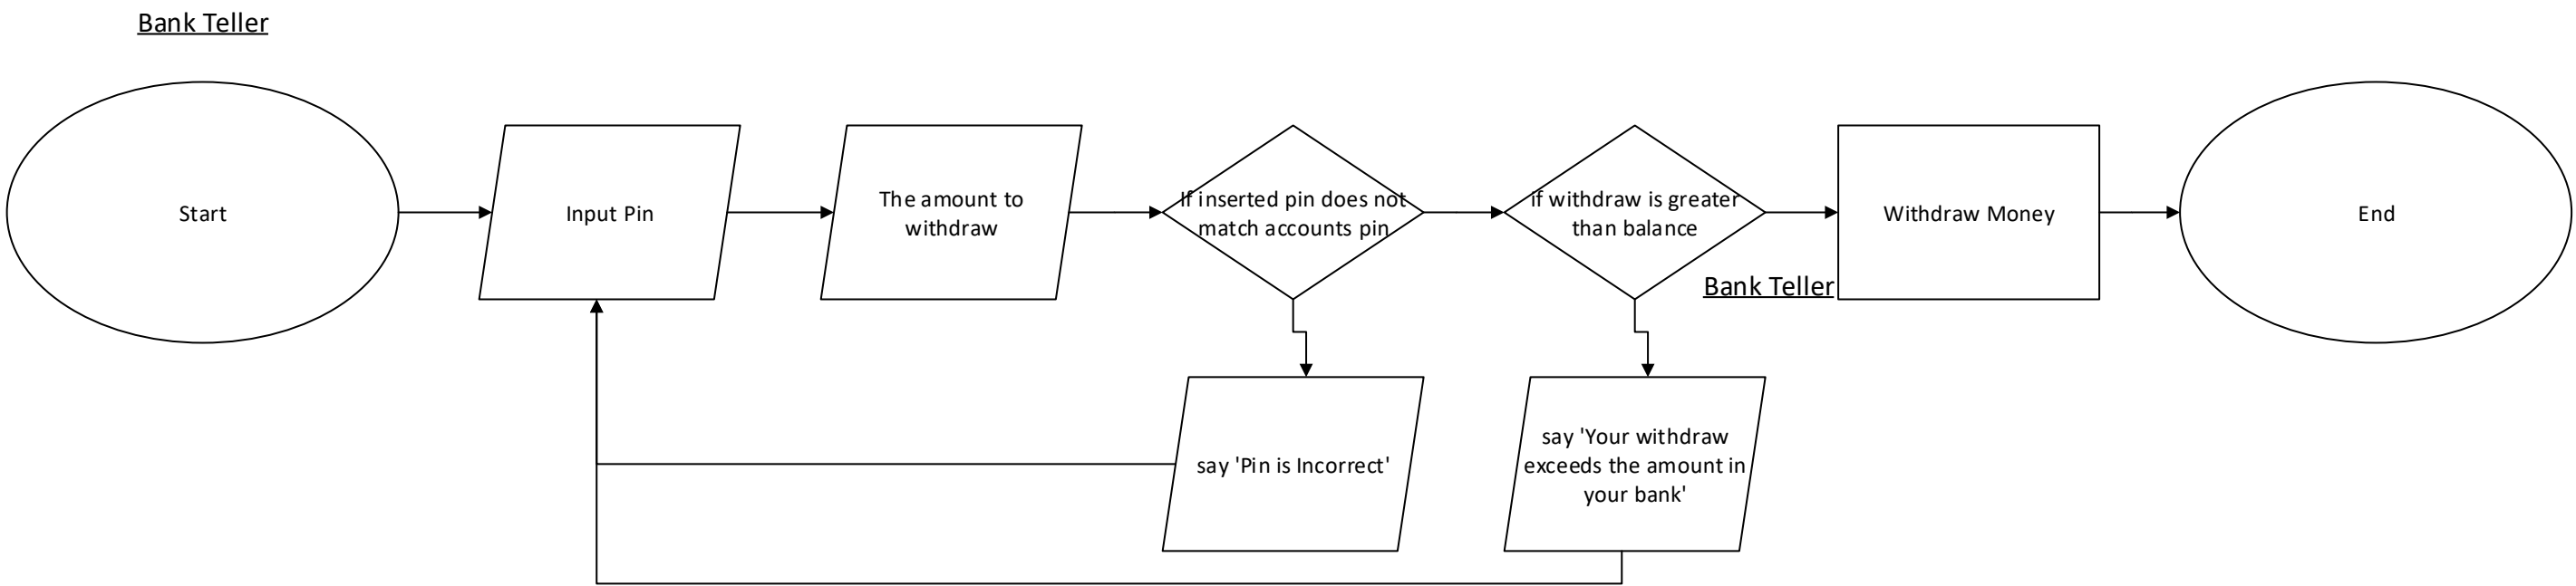 Bank Teller
Start
Input Pin
The amount to
withdraw
If inserted pin does not
match accounts pin
if withdraw is greater
than balance
Withdraw Money
End
Bank Teller
say 'Pin is Incorrect'
say 'Your withdraw
exceeds the amount in
your bank'